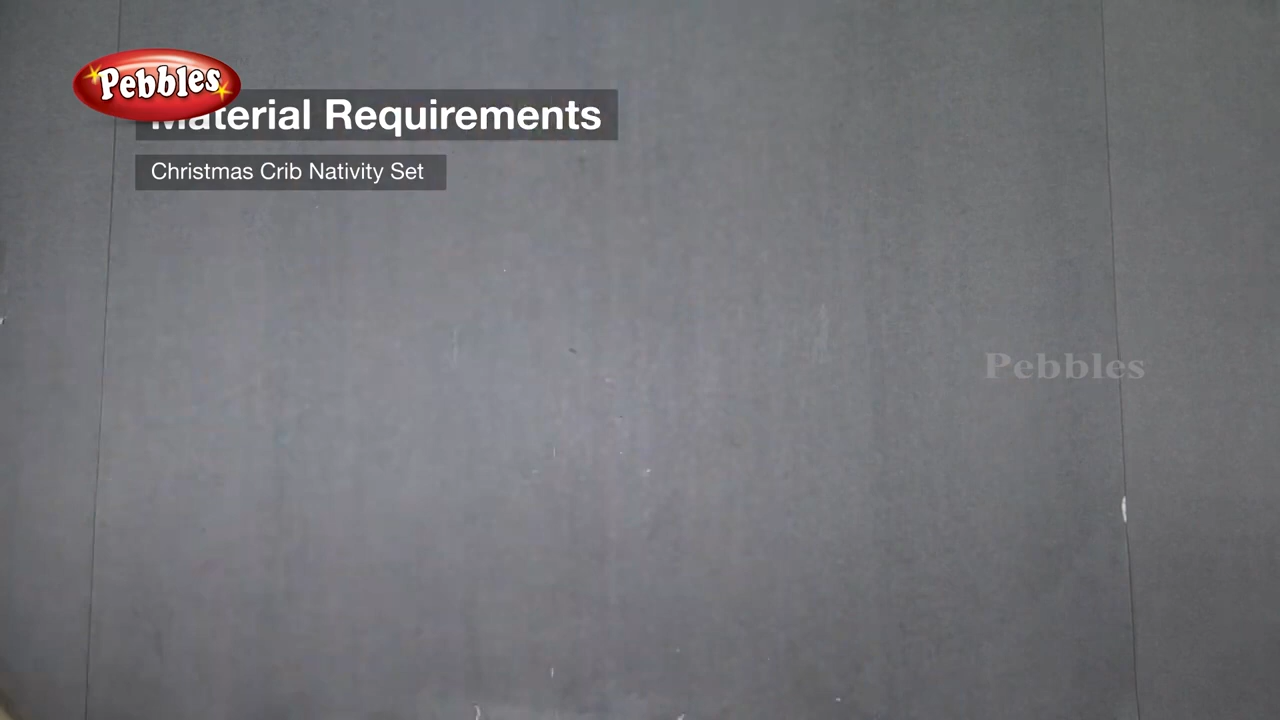 Pebbles
Material Requirements
Christmas Crib Nativity Set
Pebbles